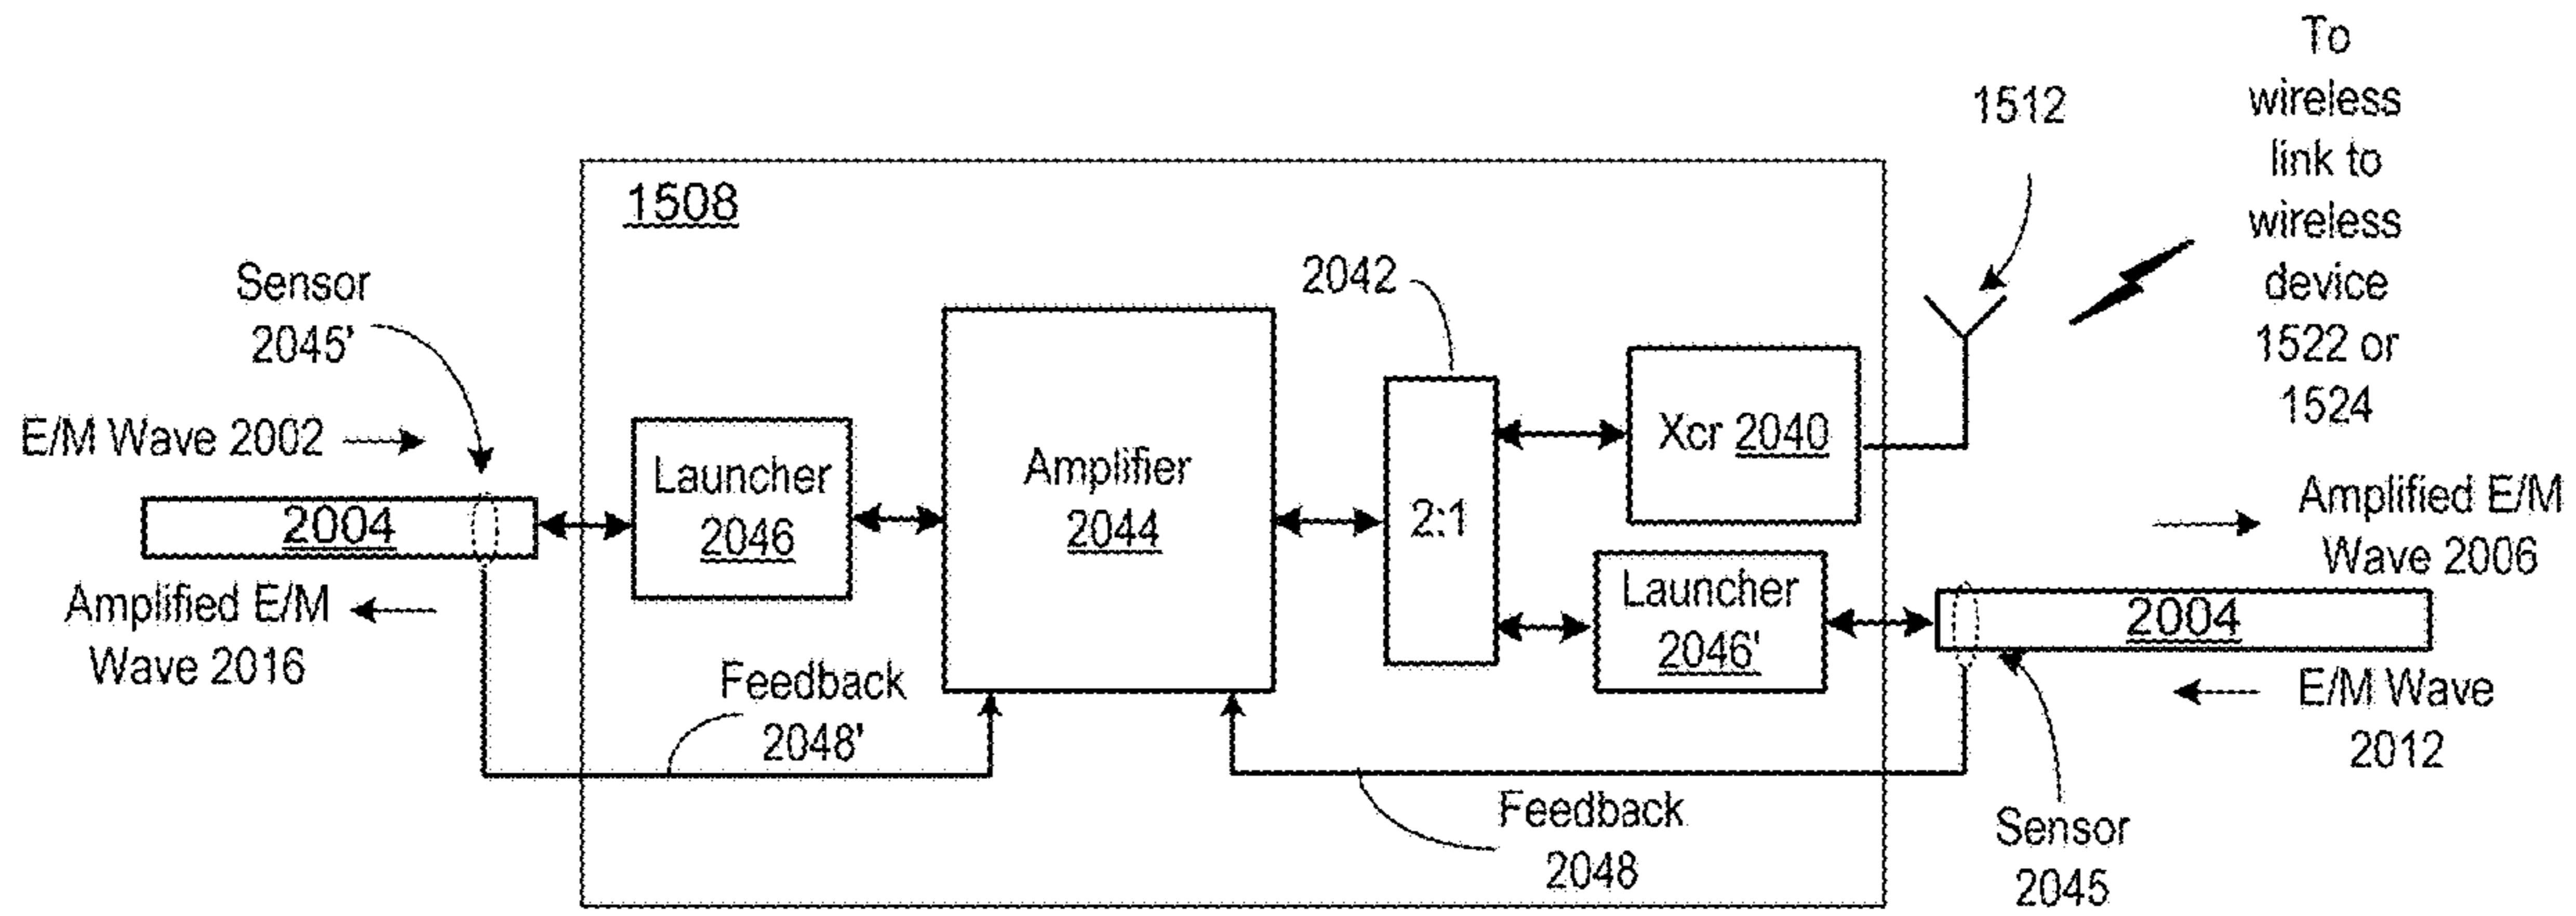 To
wireless
link to
wireless
device
1522 or
1524
1512
1508
Sensor
2045'
2042
E/M Wave 2002
2004
Amplified E/M
Wave 2016
Launcher
2046
Amplifier
2044
2:1
Xcr 2040
Launcher
2046'
Amplified E/M
Wave 2006
2004
E/M Wave
2012
Feedback
2048'
Feedback
2048
Sensor
2045